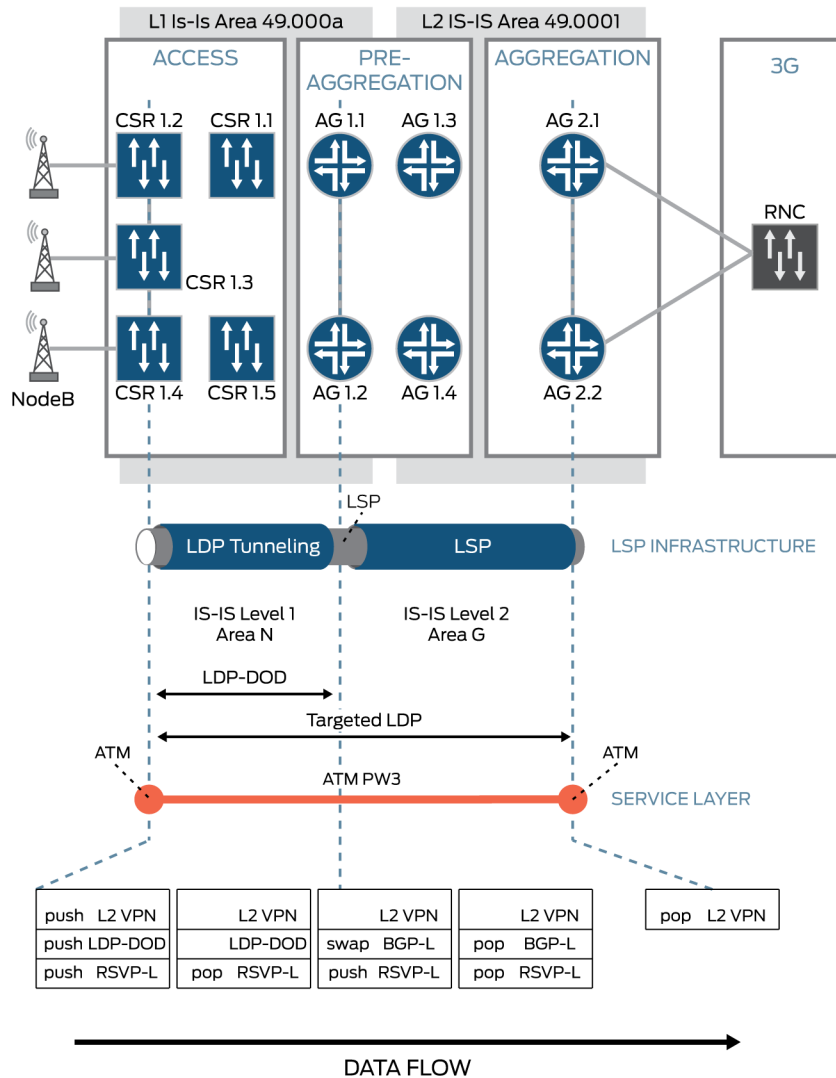 L1 Is-Is Area 49.000a
L2 IS-IS Area 49.0001
ACCESS
PRE-
AGGREGATION
AGGREGATION
3G
CSR 1.2
CSR 1.1
AG 1.1
AG 1.3
AG 2.1
RNC
CSR 1.3
NodeB
CSR 1.4
CSR 1.5
AG 1.2
AG 1.4
AG 2.2
LSP
LDP Tunneling
LSP
LSP INFRASTRUCTURE
IS-IS Level 1
Area N
IS-IS Level 2
Area G
LDP-DOD
Targeted LDP
ATM
ATM
ATM PW3
SERVICE LAYER
push L2 VPN
push LDP-DOD
push RSVP-L
L2 VPN
LDP-DOD
pop RSVP-L
L2 VPN
swap BGP-L
push RSVP-L
L2 VPN
pop BGP-L
pop RSVP-L
pop L2 VPN
DATA FLOW